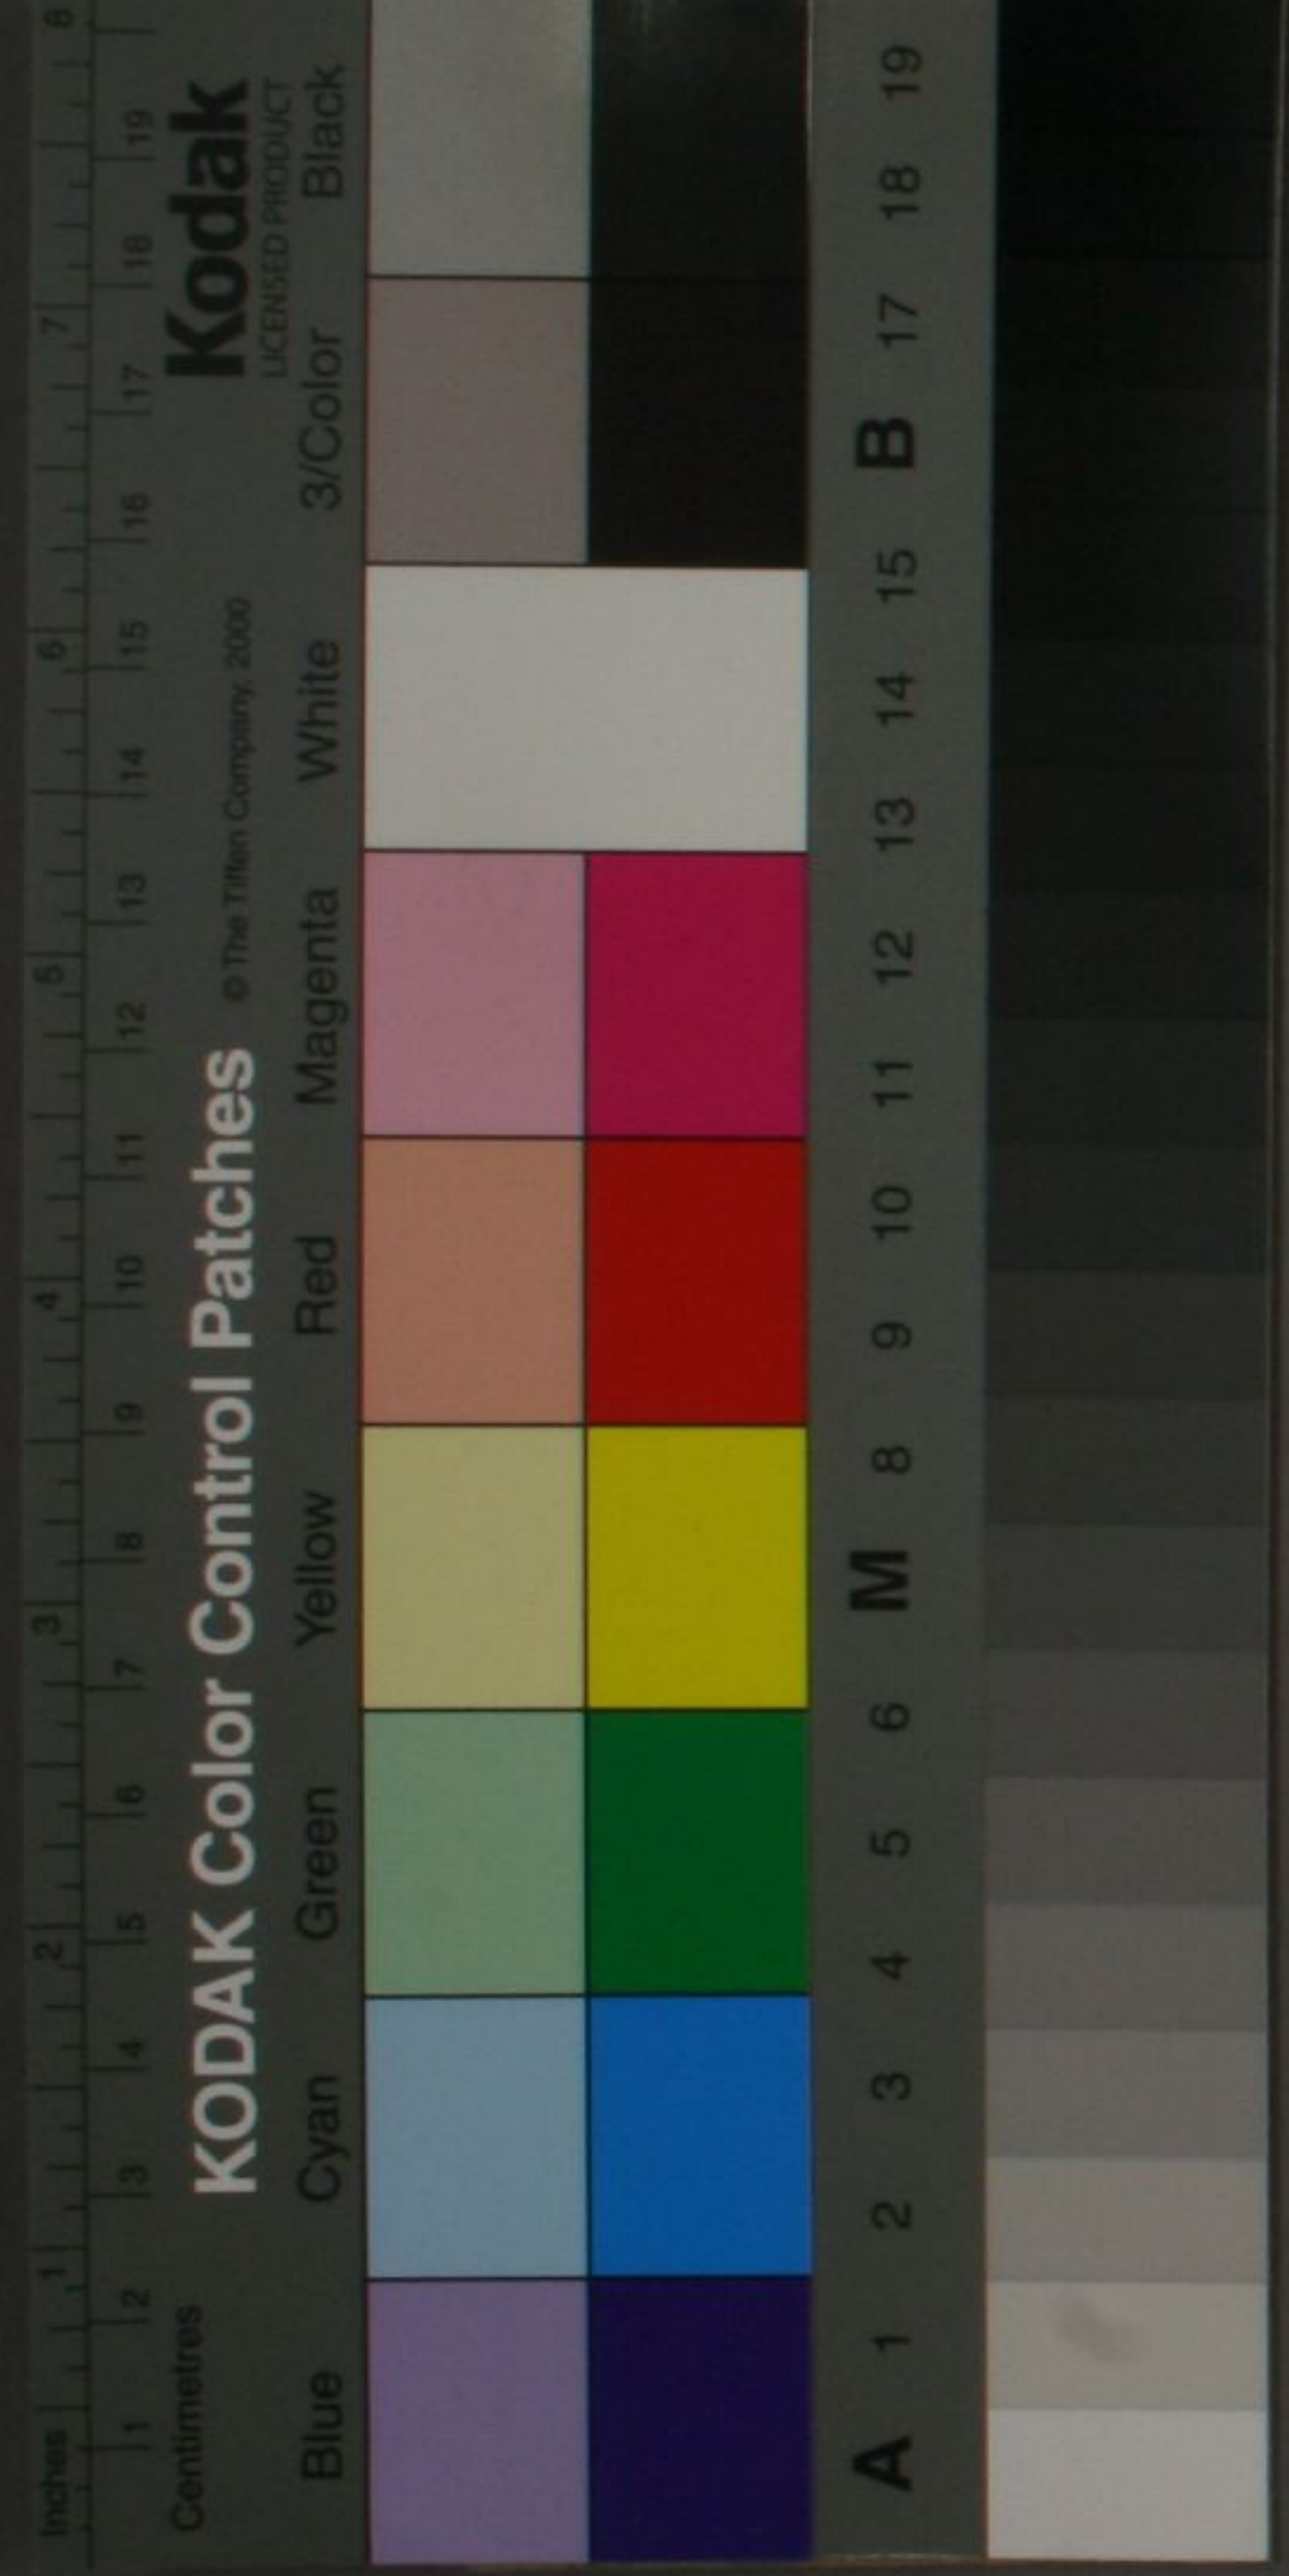 Inches 1 2 3 4 5 6 7 8
1 2 3 4 5 6 7 8 9 10 11 12 13 14 15 16 17 18 19
Centimetres
KODAK Color Control Patches © The Tiffen Company, 2000 Kodak
LICENSED PRODUCT
Blue Cyan Green Yellow Red Magenta White 3/Color Black
A 1 2 3 4 5 6 M 8 9 10 11 12 13 14 15 B 17 18 19